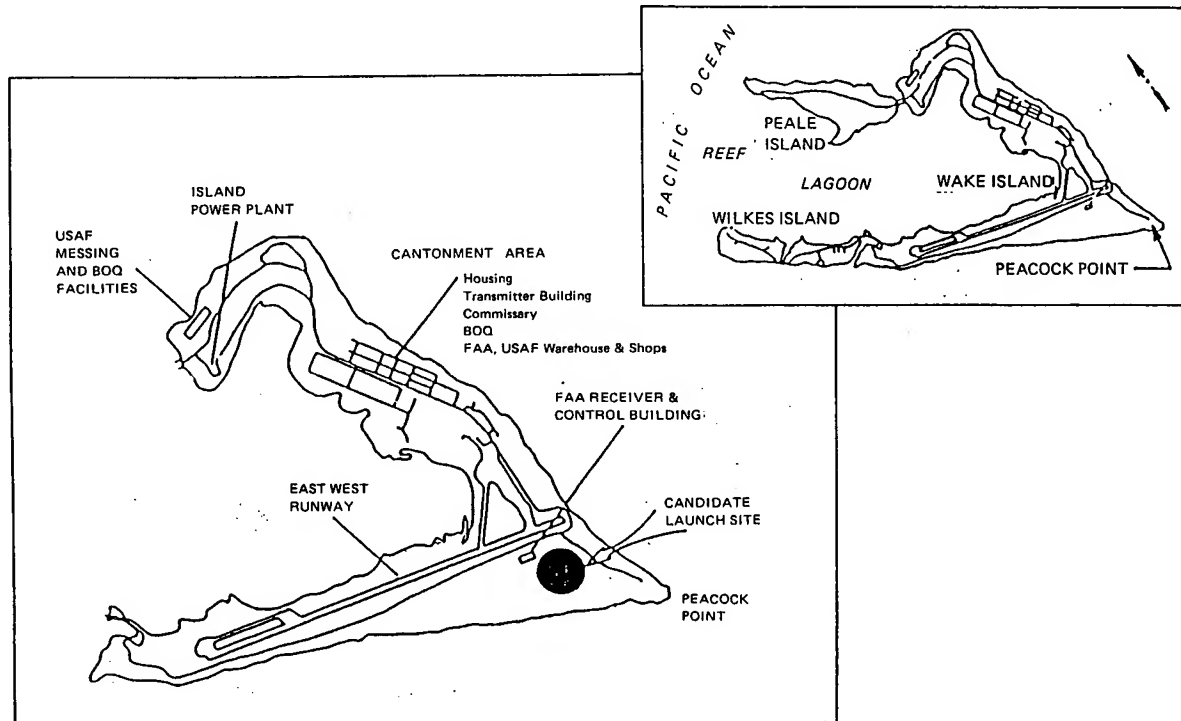 PACIFIC OCEAN
PEALE
ISLAND
REEF
LAGOON
WAKE ISLAND
WILKES ISLAND
PEACOCK POINT
ISLAND
POWER PLANT
USAF
MESSING
AND BOQ
FACILITIES
CANTONMENT AREA
Housing
Transmitter Building
Commissary
BOQ
FAA, USAF Warehouse & Shops
FAA RECEIVER &
CONTROL BUILDING
EAST WEST
RUNWAY
CANDIDATE
LAUNCH SITE
PEACOCK
POINT